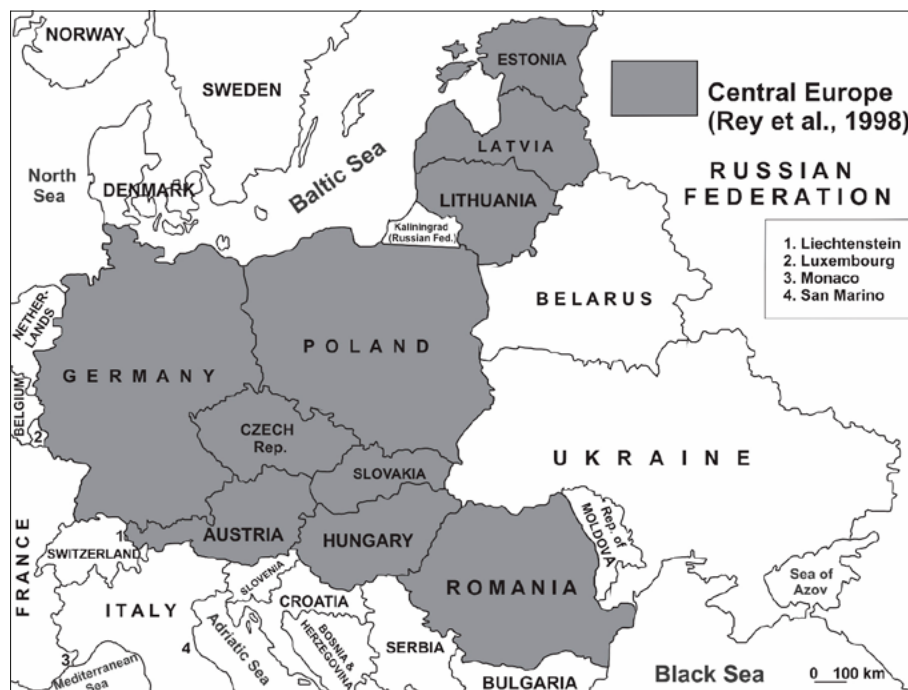 NORWAY
SWEDEN
ESTONIA
Central Europe
(Rey et al., 1998)
North
Sea
DENMARK
Baltic Sea
LATVIA
LITHUANIA
RUSSIAN
FEDERATION
Kaliningrad
(Russian Fed.)
1. Liechtenstein
2. Luxembourg
3. Monaco
4. San Marino
NETHER-
LANDS
BELARUS
POLAND
GERMANY
BELGIUM
2
CZECH
Rep.
UKRAINE
SLOVAKIA
FRANCE
SWITZERLAND
1
AUSTRIA
HUNGARY
Rep. of
MOLDOVA
Sea of
Azov
SLOVENIA
ROMANIA
ITALY
CROATIA
Adriatic Sea
BOSNIA &
HERZEGOVINA
SERBIA
3
4
Mediterranean
Sea
BULGARIA
Black Sea
0 100 km